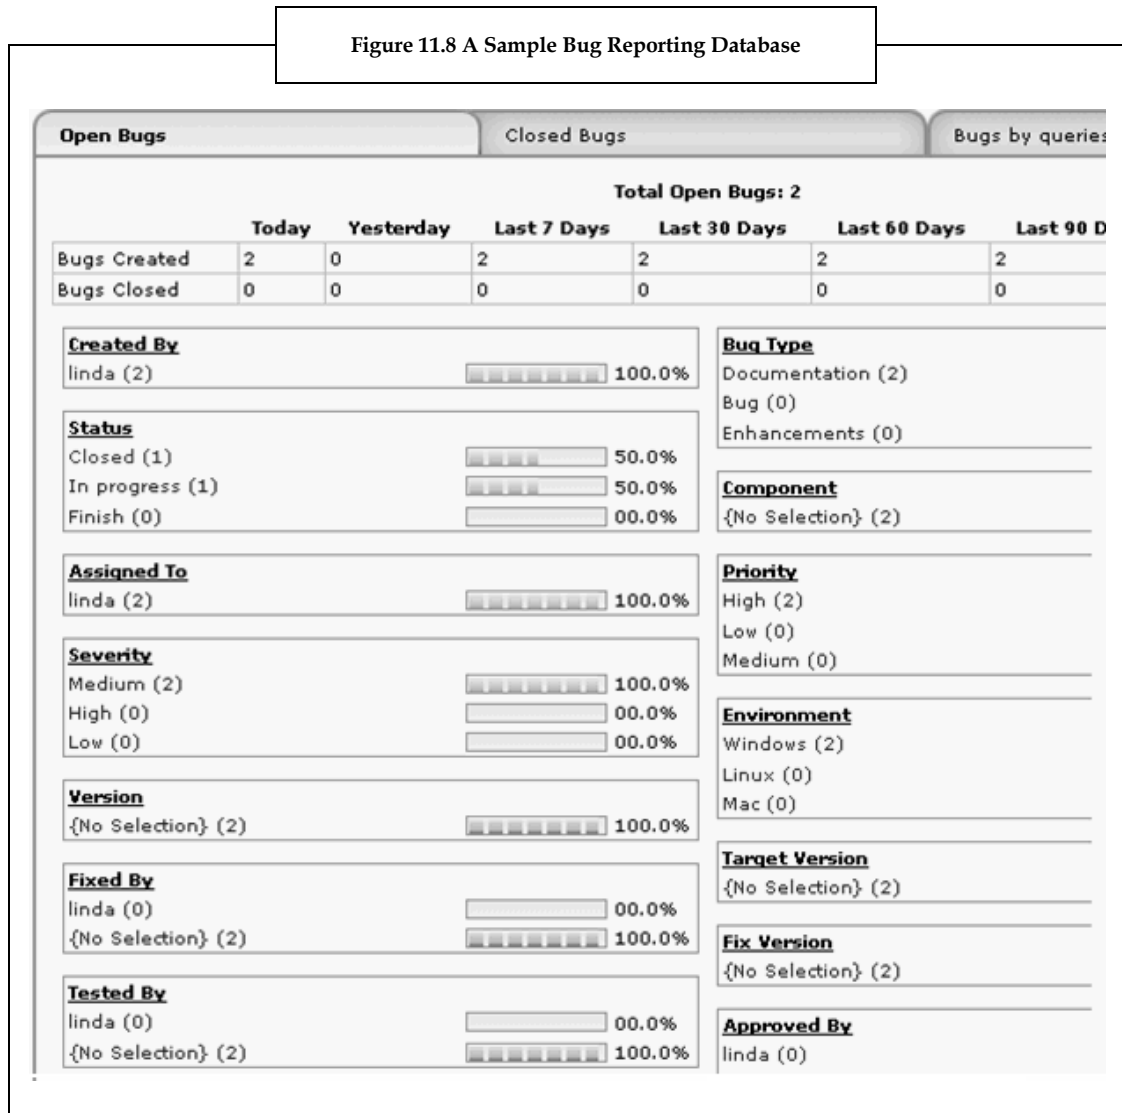 Figure 11.8 A Sample Bug Reporting Database
Open Bugs
Closed Bugs
Bugs by queries
Total Open Bugs: 2
Today Yesterday Last 7 Days Last 30 Days Last 60 Days Last 90 D
Bugs Created 2 0 2 2 2 2
Bugs Closed 0 0 0 0 0 0
Created By
linda (2) 100.0%
Status
Closed (1) 50.0%
In progress (1) 50.0%
Finish (0) 00.0%
Assigned To
linda (2) 100.0%
Severity
Medium (2) 100.0%
High (0) 00.0%
Low (0) 00.0%
Version
{No Selection} (2) 100.0%
Fixed By
linda (0) 00.0%
{No Selection} (2) 100.0%
Tested By
linda (0) 00.0%
{No Selection} (2) 100.0%
Bug Type
Documentation (2)
Bug (0)
Enhancements (0)
Component
{No Selection} (2)
Priority
High (2)
Low (0)
Medium (0)
Environment
Windows (2)
Linux (0)
Mac (0)
Target Version
{No Selection} (2)
Fix Version
{No Selection} (2)
Approved By
linda (0)